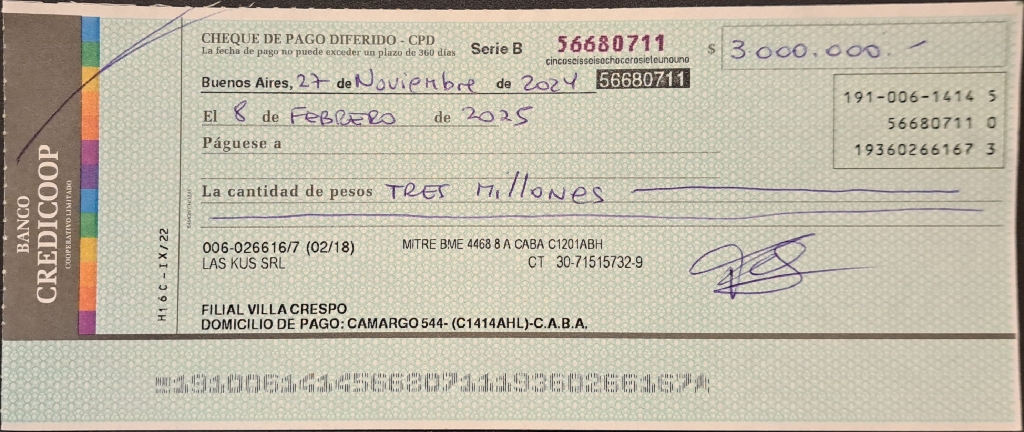 BANCO
CREDICOOP
COOPERATIVO LIMITADO
H16C-IX/22
CHEQUE DE PAGO DIFERIDO - CPD
La fecha de pago no puede exceder un plazo de 360 días
Serie B
56680711
cincoseisseisochocerosieteunouno
56680711
$ 3.000.000.-
Buenos Aires, 27 de Noviembre de 2024
El 8 de FEBRERO de 2025
191-006-1414 5
56680711 0
19360266167 3
Páguese a
La cantidad de pesos TRES Millones
006-026616/7 (02/18)
LAS KUS SRL
MITRE BME 4468 8 A CABA C1201ABH
CT 30-71515732-9
FILIAL VILLA CRESPO
DOMICILIO DE PAGO: CAMARGO 544- (C1414AHL)-C.A.B.A.
19100614145668071119360266167